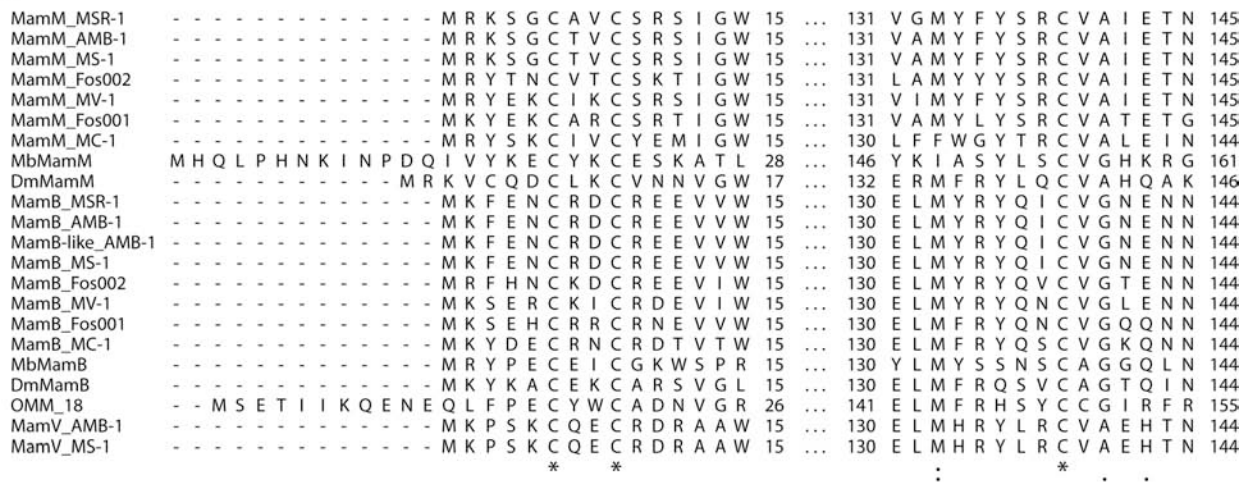 MamM_MSR-1 - - - - - - - - - - - - - M R K S G C A V C S R S I G W 15 ... 131 V G M Y F Y S R C V A I E T N 145
MamM_AMB-1 - - - - - - - - - - - - - M R K S G C T V C S R S I G W 15 ... 131 V A M Y F Y S R C V A I E T N 145
MamM_MS-1 - - - - - - - - - - - - - M R K S G C T V C S R S I G W 15 ... 131 V A M Y F Y S R C V A I E T N 145
MamM_Fos002 - - - - - - - - - - - - - M R Y T N C V T C S K T I G W 15 ... 131 L A M Y Y Y S R C V A I E T N 145
MamM_MV-1 - - - - - - - - - - - - - M R Y E K C I K C S R S I G W 15 ... 131 V I M Y F Y S R C V A I E T N 145
MamM_Fos001 - - - - - - - - - - - - - M R Y E K C A R C S R T I G W 15 ... 131 V A M Y L Y S R C V A T E T G 145
MamM_MC-1 - - - - - - - - - - - - - M R Y S K C I V C Y E M I G W 15 ... 130 L F F W G Y T R C V A L E I N 144
MbMamM M H Q L P H N K I N P D Q I V Y K E C Y K C E S K A T L 28 ... 146 Y K I A S Y L S C V G H K R G 161
DmMamM - - - - - - - - - - - M R K V C Q D C L K C V N N V G W 17 ... 132 E R M F R Y L Q C V A H Q A K 146
MamB_MSR-1 - - - - - - - - - - - - - M K F E N C R D C R E E V V W 15 ... 130 E L M Y R Y Q I C V G N E N N 144
MamB_AMB-1 - - - - - - - - - - - - - M K F E N C R D C R E E V V W 15 ... 130 E L M Y R Y Q I C V G N E N N 144
MamB-like_AMB-1 - - - - - - - - - - - - - M K F E N C R D C R E E V V W 15 ... 130 E L M Y R Y Q I C V G N E N N 144
MamB_MS-1 - - - - - - - - - - - - - M K F E N C R D C R E E V V W 15 ... 130 E L M Y R Y Q I C V G N E N N 144
MamB_Fos002 - - - - - - - - - - - - - M R F H N C K D C R E E V I W 15 ... 130 E L M Y R Y Q V C V G T E N N 144
MamB_MV-1 - - - - - - - - - - - - - M K S E R C K I C R D E V I W 15 ... 130 E L M Y R Y Q N C V G L E N N 144
MamB_Fos001 - - - - - - - - - - - - - M K S E H C R R C R N E V V W 15 ... 130 E L M F R Y Q N C V G Q Q N N 144
MamB_MC-1 - - - - - - - - - - - - - M K Y D E C R N C R D T V T W 15 ... 130 E L M F R Y Q S C V G K Q N N 144
MbMamB - - - - - - - - - - - - - M R Y P E C E I C G K W S P R 15 ... 130 Y L M Y S S N S C A G G Q L N 144
DmMamB - - - - - - - - - - - - - M K Y K A C E K C A R S V G L 15 ... 130 E L M F R Q S V C A G T Q I N 144
OMM_18 - - M S E T I I K Q E N E Q L F P E C Y W C A D N V G R 26 ... 141 E L M F R H S Y C C G I R F R 155
MamV_AMB-1 - - - - - - - - - - - - - M K P S K C Q E C R D R A A W 15 ... 130 E L M H R Y L R C V A E H T N 144
MamV_MS-1 - - - - - - - - - - - - - M K P S K C Q E C R D R A A W 15 ... 130 E L M H R Y L R C V A E H T N 144
* * : * . .